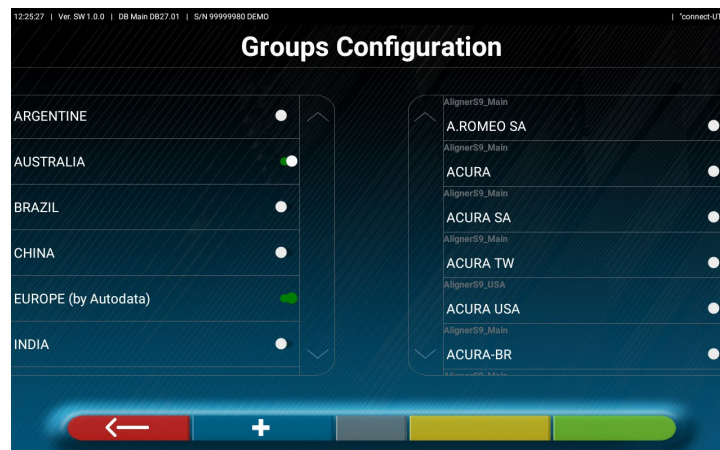 12:25:27 | Ver. SW 1.0.0 | DB Main DB27.01 | S/N 99999980 DEMO | "connect-UT
Groups Configuration
ARGENTINE
AUSTRALIA
BRAZIL
CHINA
EUROPE (by Autodata)
INDIA
AlignerS9_Main
A.ROMEO SA
AlignerS9_Main
ACURA
AlignerS9_Main
ACURA SA
AlignerS9_Main
ACURA TW
AlignerS9_USA
ACURA USA
AlignerS9_Main
ACURA-BR